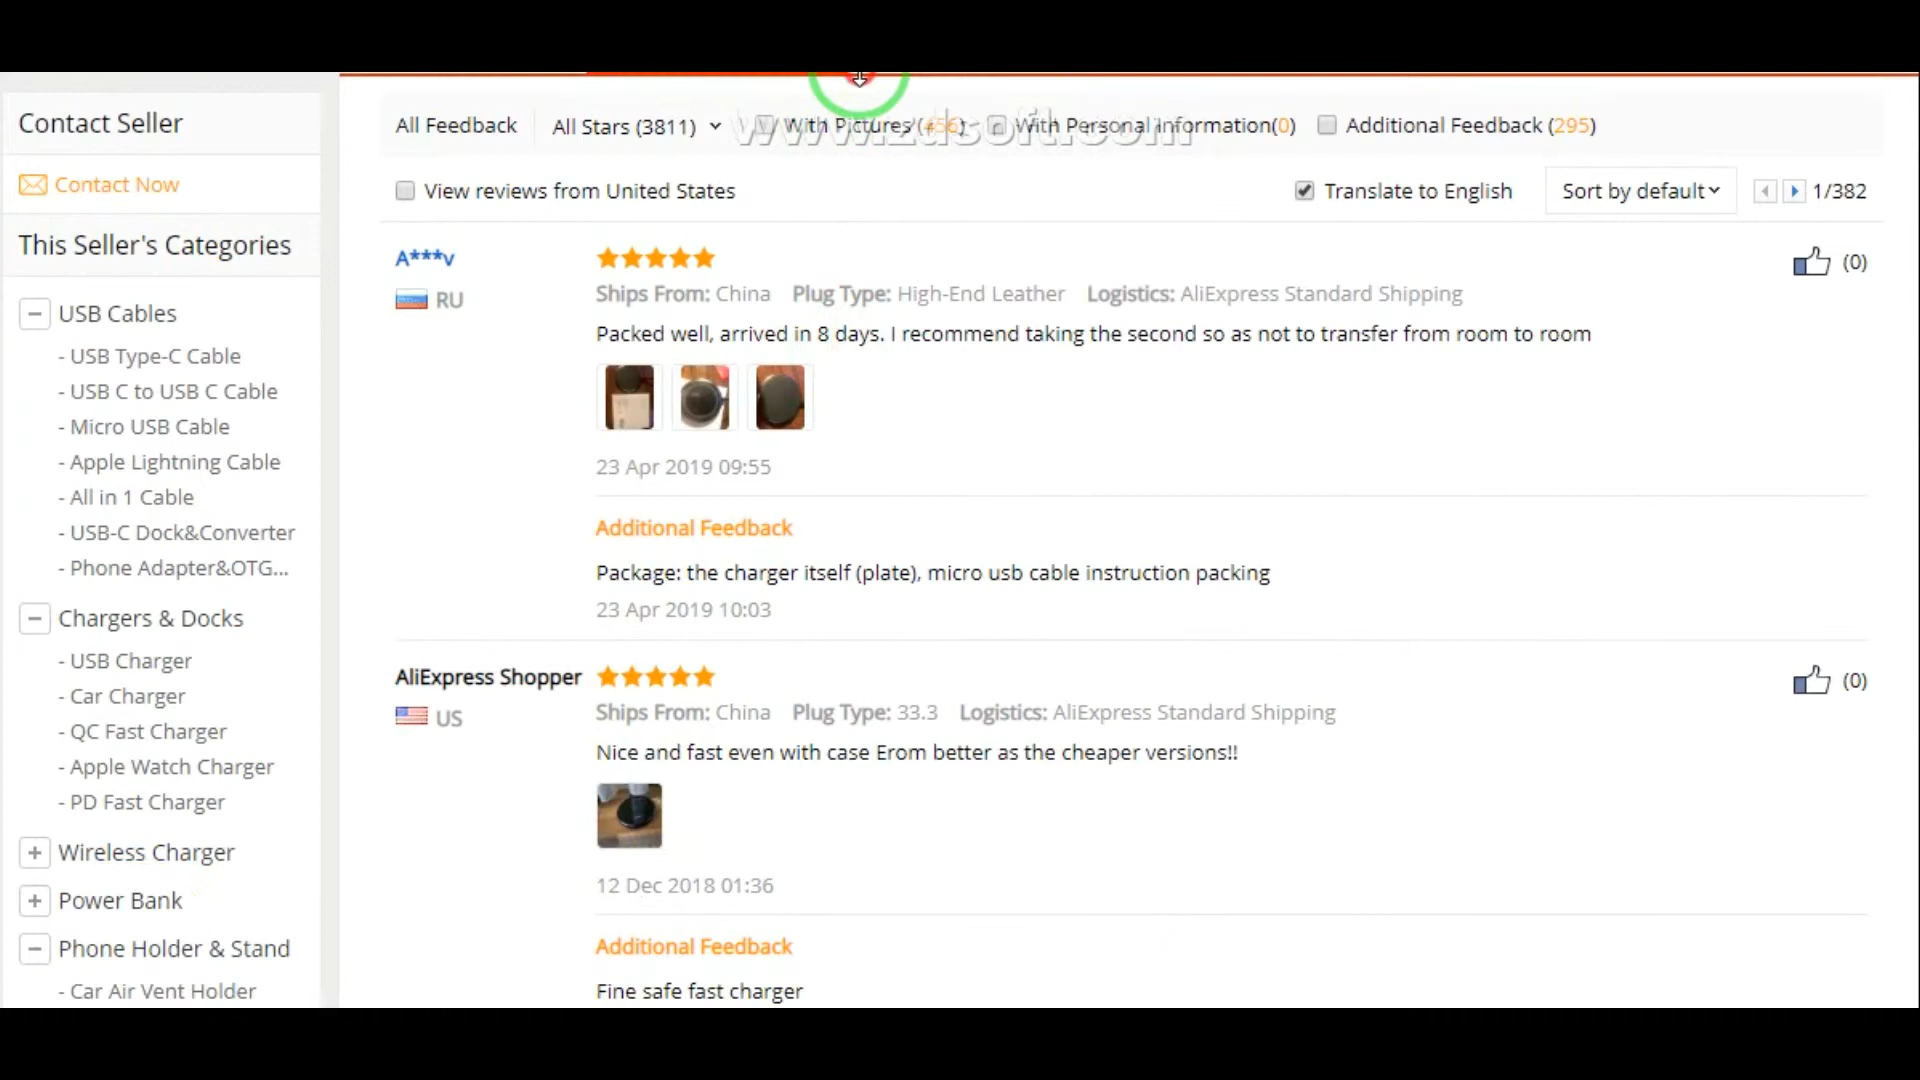 Contact Seller
Contact Now
This Seller's Categories
USB Cables
- USB Type-C Cable
- USB C to USB C Cable
- Micro USB Cable
- Apple Lightning Cable
- All in 1 Cable
- USB-C Dock&Converter
- Phone Adapter&OTG...
Chargers & Docks
- USB Charger
- Car Charger
- QC Fast Charger
- Apple Watch Charger
- PD Fast Charger
Wireless Charger
Power Bank
Phone Holder & Stand
- Car Air Vent Holder
All Feedback All Stars (3811) With Pictures (456) With Personal Information(0) Additional Feedback (295)
www.zdsoft.com
View reviews from United States Translate to English Sort by default 1/382
A***v
RU
Ships From: China Plug Type: High-End Leather Logistics: AliExpress Standard Shipping
Packed well, arrived in 8 days. I recommend taking the second so as not to transfer from room to room
(0)
23 Apr 2019 09:55
Additional Feedback
Package: the charger itself (plate), micro usb cable instruction packing
23 Apr 2019 10:03
AliExpress Shopper
US
Ships From: China Plug Type: 33.3 Logistics: AliExpress Standard Shipping
Nice and fast even with case Erom better as the cheaper versions!!
(0)
12 Dec 2018 01:36
Additional Feedback
Fine safe fast charger